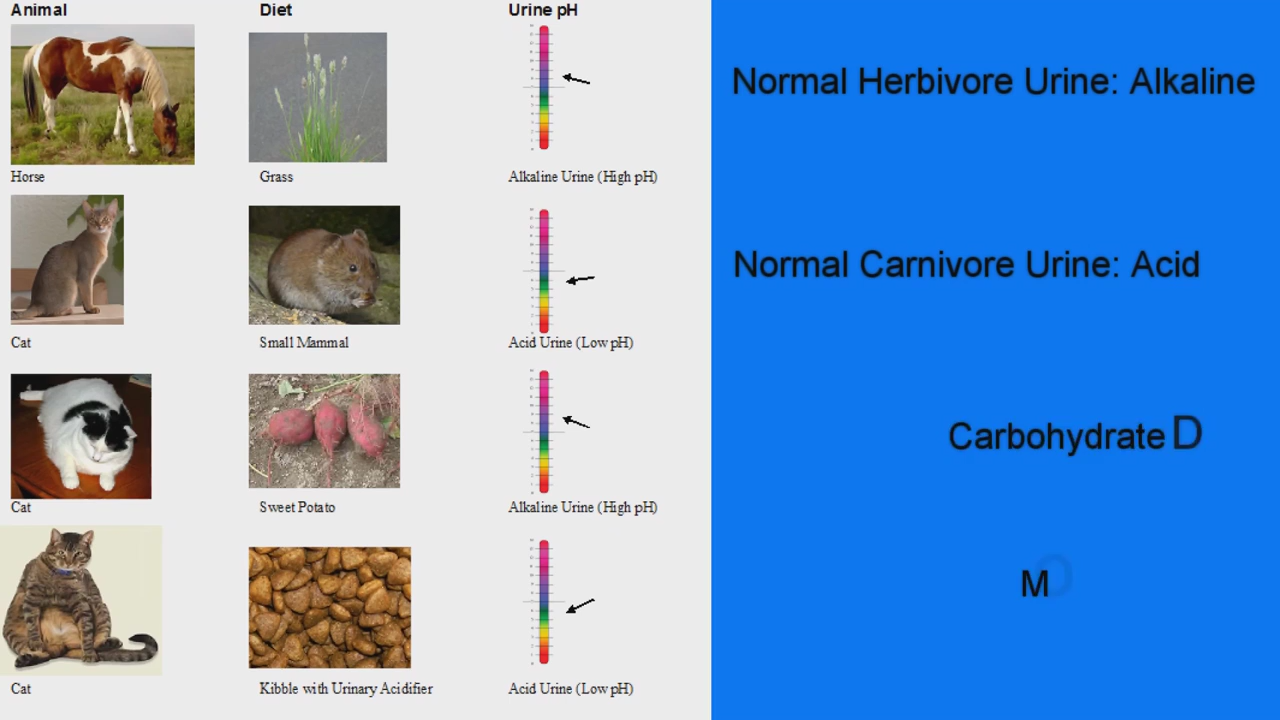 Animal Diet Urine pH
Horse Grass Alkaline Urine (High pH)
Cat Small Mammal Acid Urine (Low pH)
Cat Sweet Potato Alkaline Urine (High pH)
Cat Kibble with Urinary Acidifier Acid Urine (Low pH)
Normal Herbivore Urine: Alkaline
Normal Carnivore Urine: Acid
Carbohydrate D
MO